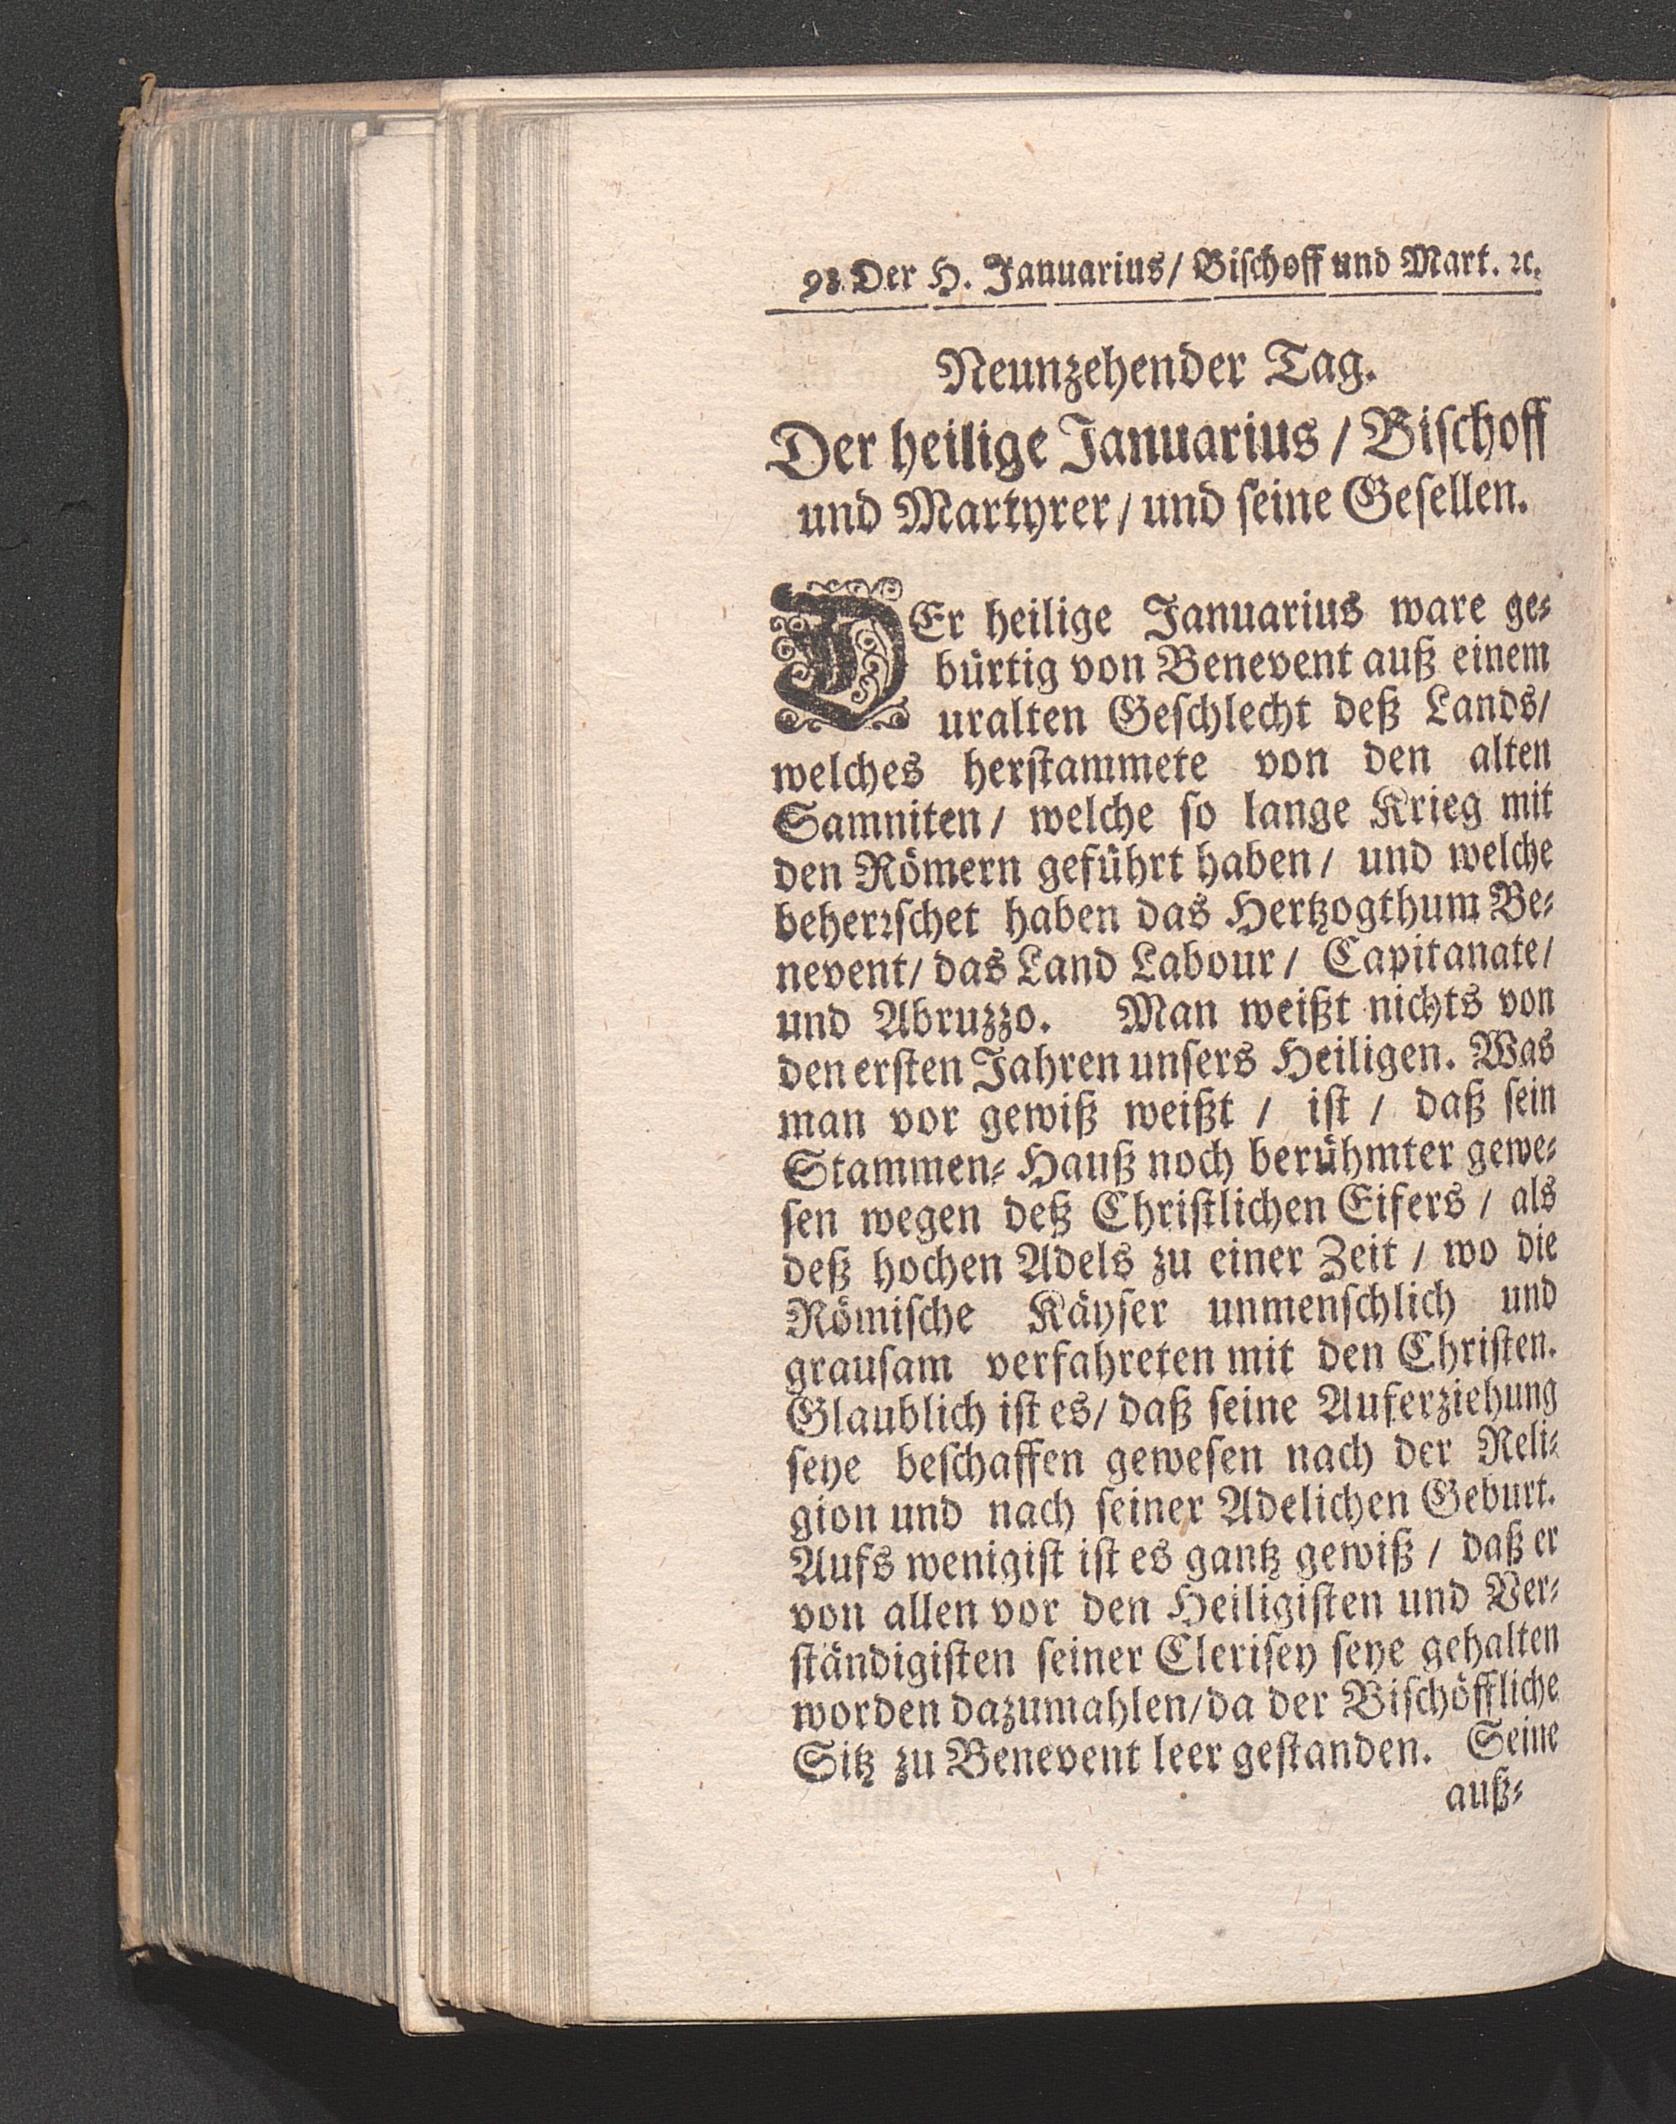 98 Der H. Januarius/ Bischoff und Mart. ꝛc.
Neunzehender Tag.
Der heilige Januarius / Bischoff
und Martyrer / und seine Gesellen.
DEr heilige Januarius ware ge-
bürtig von Benevent auß einem
uralten Geschlecht deß Lands/
welches herstammete von den alten
Samniten / welche so lange Krieg mit
den Römern geführt haben / und welche
beherꝛschet haben das Hertzogthum Be-
nevent/ das Land Labour / Capitanate/
und Abruzzo. Man weißt nichts von
den ersten Jahren unsers Heiligen. Was
man vor gewiß weißt / ist / daß sein
Stammen-Hauß noch berühmter gewe-
sen wegen deß Christlichen Eifers / als
deß hochen Adels zu einer Zeit / wo die
Römische Käyser unmenschlich und
grausam verfahreten mit den Christen.
Glaublich ist es/ daß seine Auferziehung
seye beschaffen gewesen nach der Reli-
gion und nach seiner Adelichen Geburt.
Aufs wenigist ist es gantz gewiß / daß er
von allen vor den Heiligisten und Ver-
ständigisten seiner Clerisey seye gehalten
worden dazumahlen/da der Bischöffliche
Sitz zu Benevent leer gestanden. Seine
auß-